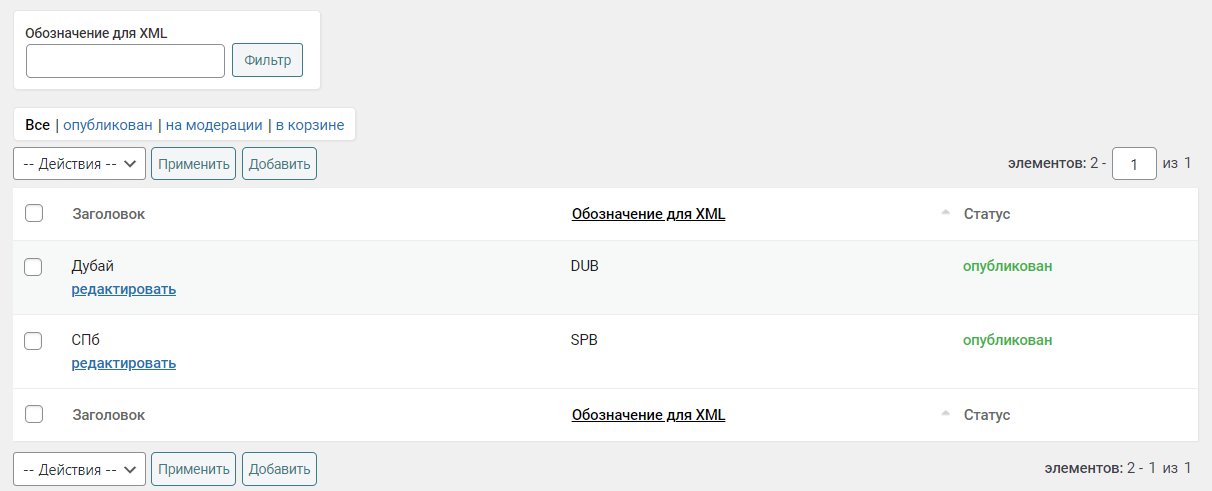 Обозначение для XML
Фильтр
Все | опубликован | на модерации | в корзине
-- Действия -- Применить Добавить элементов: 2 - 1 из 1
Заголовок Обозначение для XML Статус
Дубай DUB опубликован
редактировать
СПб SPB опубликован
редактировать
Заголовок Обозначение для XML Статус
-- Действия -- Применить Добавить элементов: 2 - 1 из 1